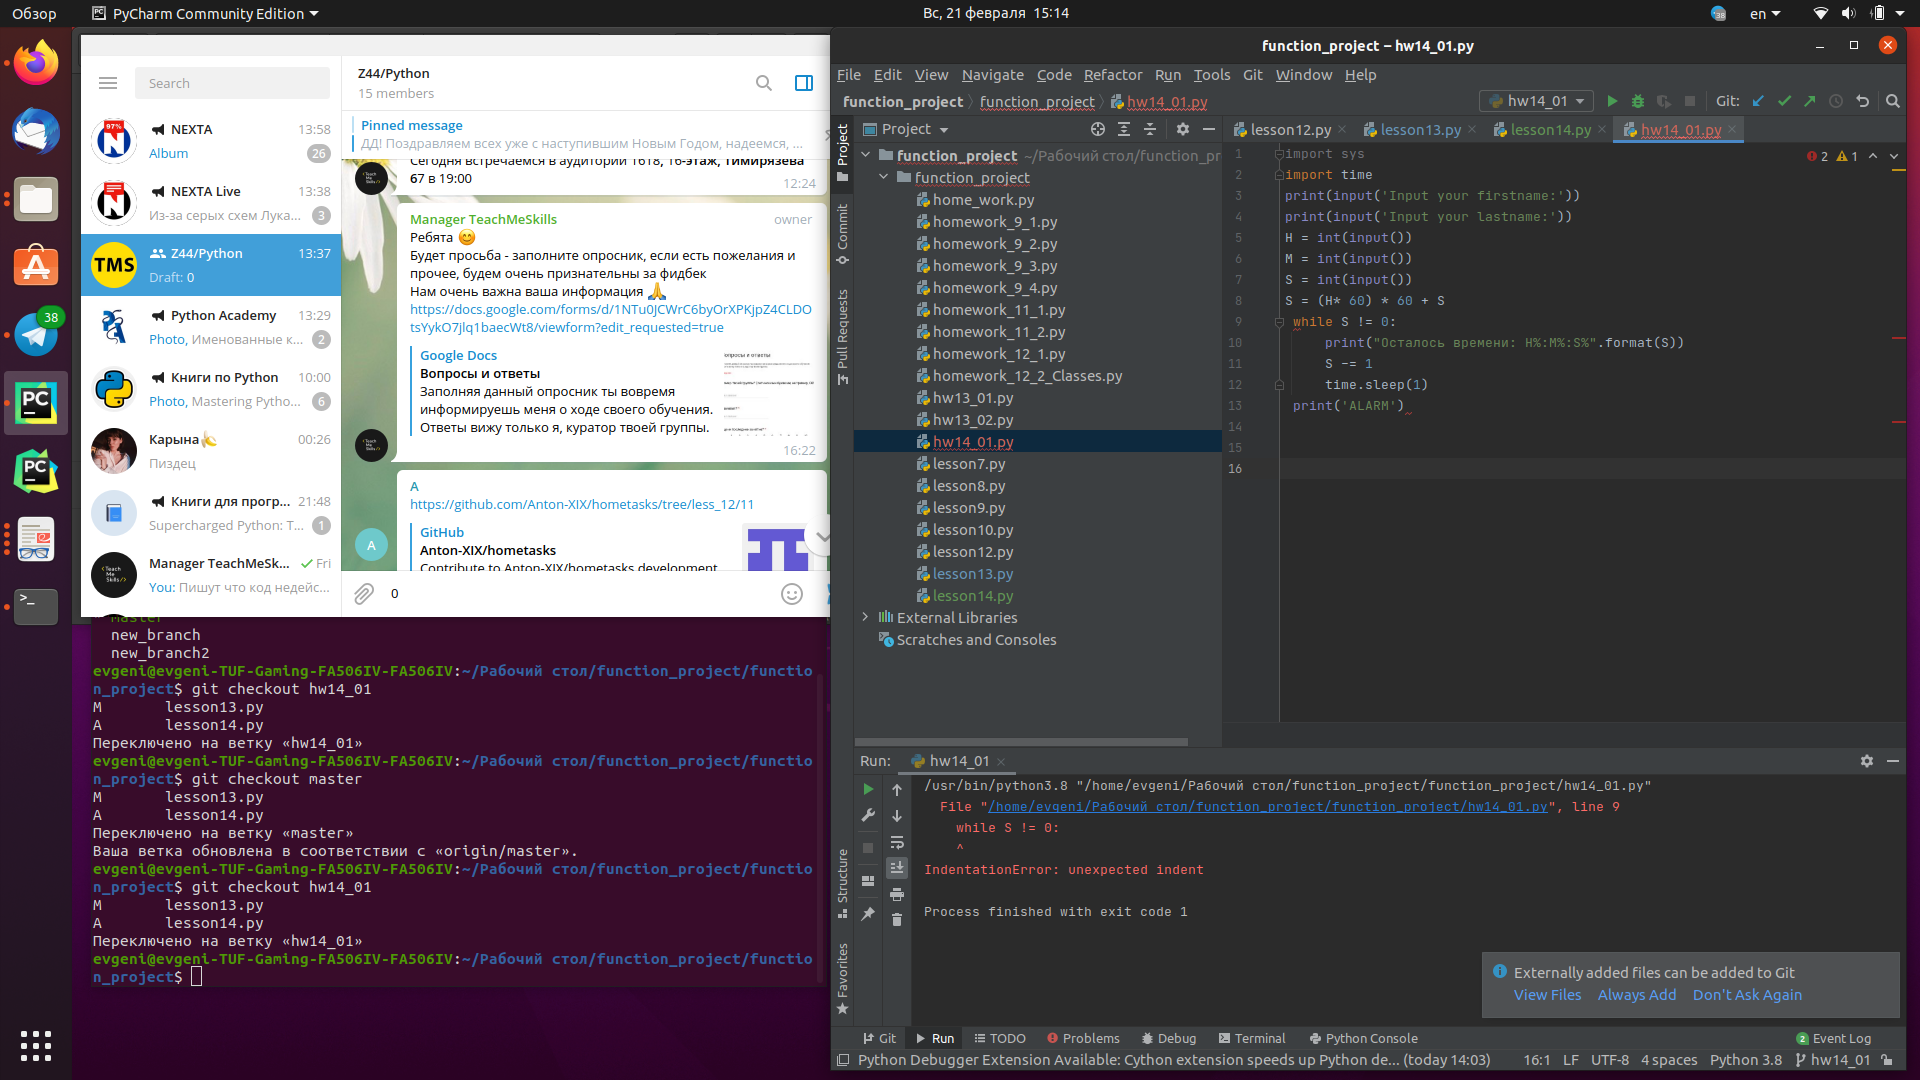 Обзор
PyCharm Community Edition
Вс, 21 февраля 15:14
38
en
Search
NEXTA 13:58
Album 26
NEXTA Live 13:38
Из-за серых схем Лука... 3
TMS
Z44/Python 13:37
Draft: 0
Python Academy 13:29
Photo, Именованные к... 2
Книги по Python 10:00
Photo, Mastering Pytho... 6
Карына 00:26
Пиздец
Книги для прогр... 21:48
Supercharged Python: T... 1
Manager TeachMeSk... Fri
You: Пишут что код недейс...
Z44/Python
15 members
Pinned message
ДД! Поздравляем всех уже с наступившим Новым Годом, надеемся, ...
Сегодня встречаемся в аудитории 1618, 16-этаж, Тимирязева
67 в 19:00
12:24
Manager TeachMeSkills owner
Ребята 😊
Будет просьба - заполните опросник, если есть пожелания и
прочее, будем очень признательны за фидбек
Нам очень важна ваша информация 🙏
https://docs.google.com/forms/d/1NTu0JCWrC6byOrXPKjpZ4CLDO
tsYykO7jlq1baecWt8/viewform?edit_requested=true
Google Docs
Вопросы и ответы
Заполняя данный опросник ты вовремя
информируешь меня о ходе своего обучения.
Ответы вижу только я, куратор твоей группы.
16:22
A
https://github.com/Anton-XIX/hometasks/tree/less_12/11
GitHub
Anton-XIX/hometasks
Contribute to Anton-XIX/hometasks development
A
0
master
new_branch
new_branch2
evgeni@evgeni-TUF-Gaming-FA506IV-FA506IV:~/Рабочий стол/function_project/functio
n_project$ git checkout hw14_01
M lesson13.py
A lesson14.py
Переключено на ветку «hw14_01»
evgeni@evgeni-TUF-Gaming-FA506IV-FA506IV:~/Рабочий стол/function_project/functio
n_project$ git checkout master
M lesson13.py
A lesson14.py
Переключено на ветку «master»
Ваша ветка обновлена в соответствии с «origin/master».
evgeni@evgeni-TUF-Gaming-FA506IV-FA506IV:~/Рабочий стол/function_project/functio
n_project$ git checkout hw14_01
M lesson13.py
A lesson14.py
Переключено на ветку «hw14_01»
evgeni@evgeni-TUF-Gaming-FA506IV-FA506IV:~/Рабочий стол/function_project/functio
n_project$
function_project – hw14_01.py
File Edit View Navigate Code Refactor Run Tools Git Window Help
function_project function_project hw14_01.py
hw14_01
Git:
Project
Commit
Pull Requests
Structure
Favorites
Project
function_project ~/Рабочий стол/function_pr
function_project
home_work.py
homework_9_1.py
homework_9_2.py
homework_9_3.py
homework_9_4.py
homework_11_1.py
homework_11_2.py
homework_12_1.py
homework_12_2_Classes.py
hw13_01.py
hw13_02.py
hw14_01.py
lesson7.py
lesson8.py
lesson9.py
lesson10.py
lesson12.py
lesson13.py
lesson14.py
External Libraries
Scratches and Consoles
lesson12.py lesson13.py lesson14.py hw14_01.py
2 1
1 import sys
2 import time
3 print(input('Input your firstname:'))
4 print(input('Input your lastname:'))
5 H = int(input())
6 M = int(input())
7 S = int(input())
8 S = (H* 60) * 60 + S
9 while S != 0:
10 print("Осталось времени: H%:M%:S%".format(S))
11 S -= 1
12 time.sleep(1)
13 print('ALARM')
14
15
16
Run: hw14_01
/usr/bin/python3.8 "/home/evgeni/Рабочий стол/function_project/function_project/hw14_01.py"
File "/home/evgeni/Рабочий стол/function_project/function_project/hw14_01.py", line 9
while S != 0:
^
IndentationError: unexpected indent
Process finished with exit code 1
Externally added files can be added to Git
View Files Always Add Don't Ask Again
Git Run TODO Problems Debug Terminal Python Console 2 Event Log
Python Debugger Extension Available: Cython extension speeds up Python de... (today 14:03) 16:1 LF UTF-8 4 spaces Python 3.8 hw14_01